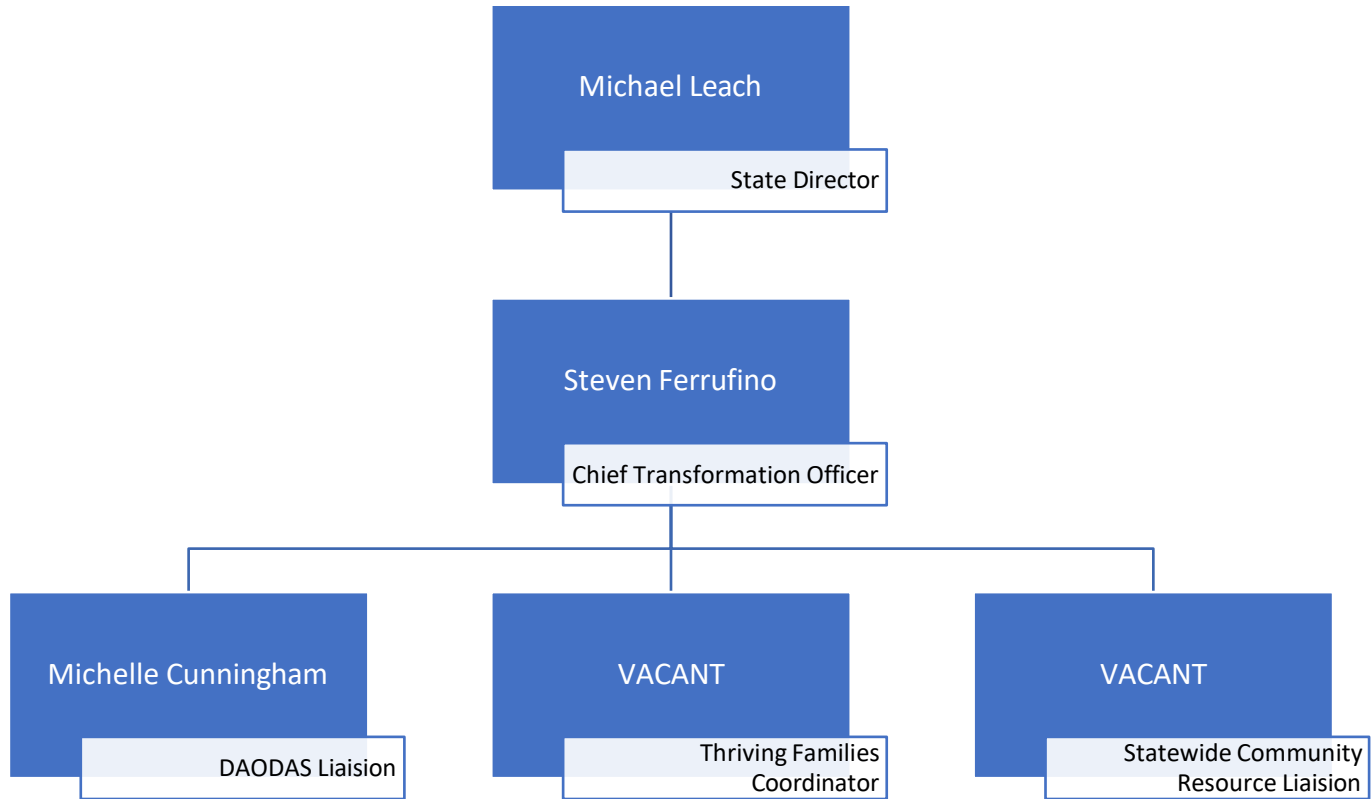 Michael Leach
State Director
Steven Ferrufino
Chief Transformation Officer
Michelle Cunningham
DAODAS Liaision
VACANT
Thriving Families
Coordinator
VACANT
Statewide Community
Resource Liaision